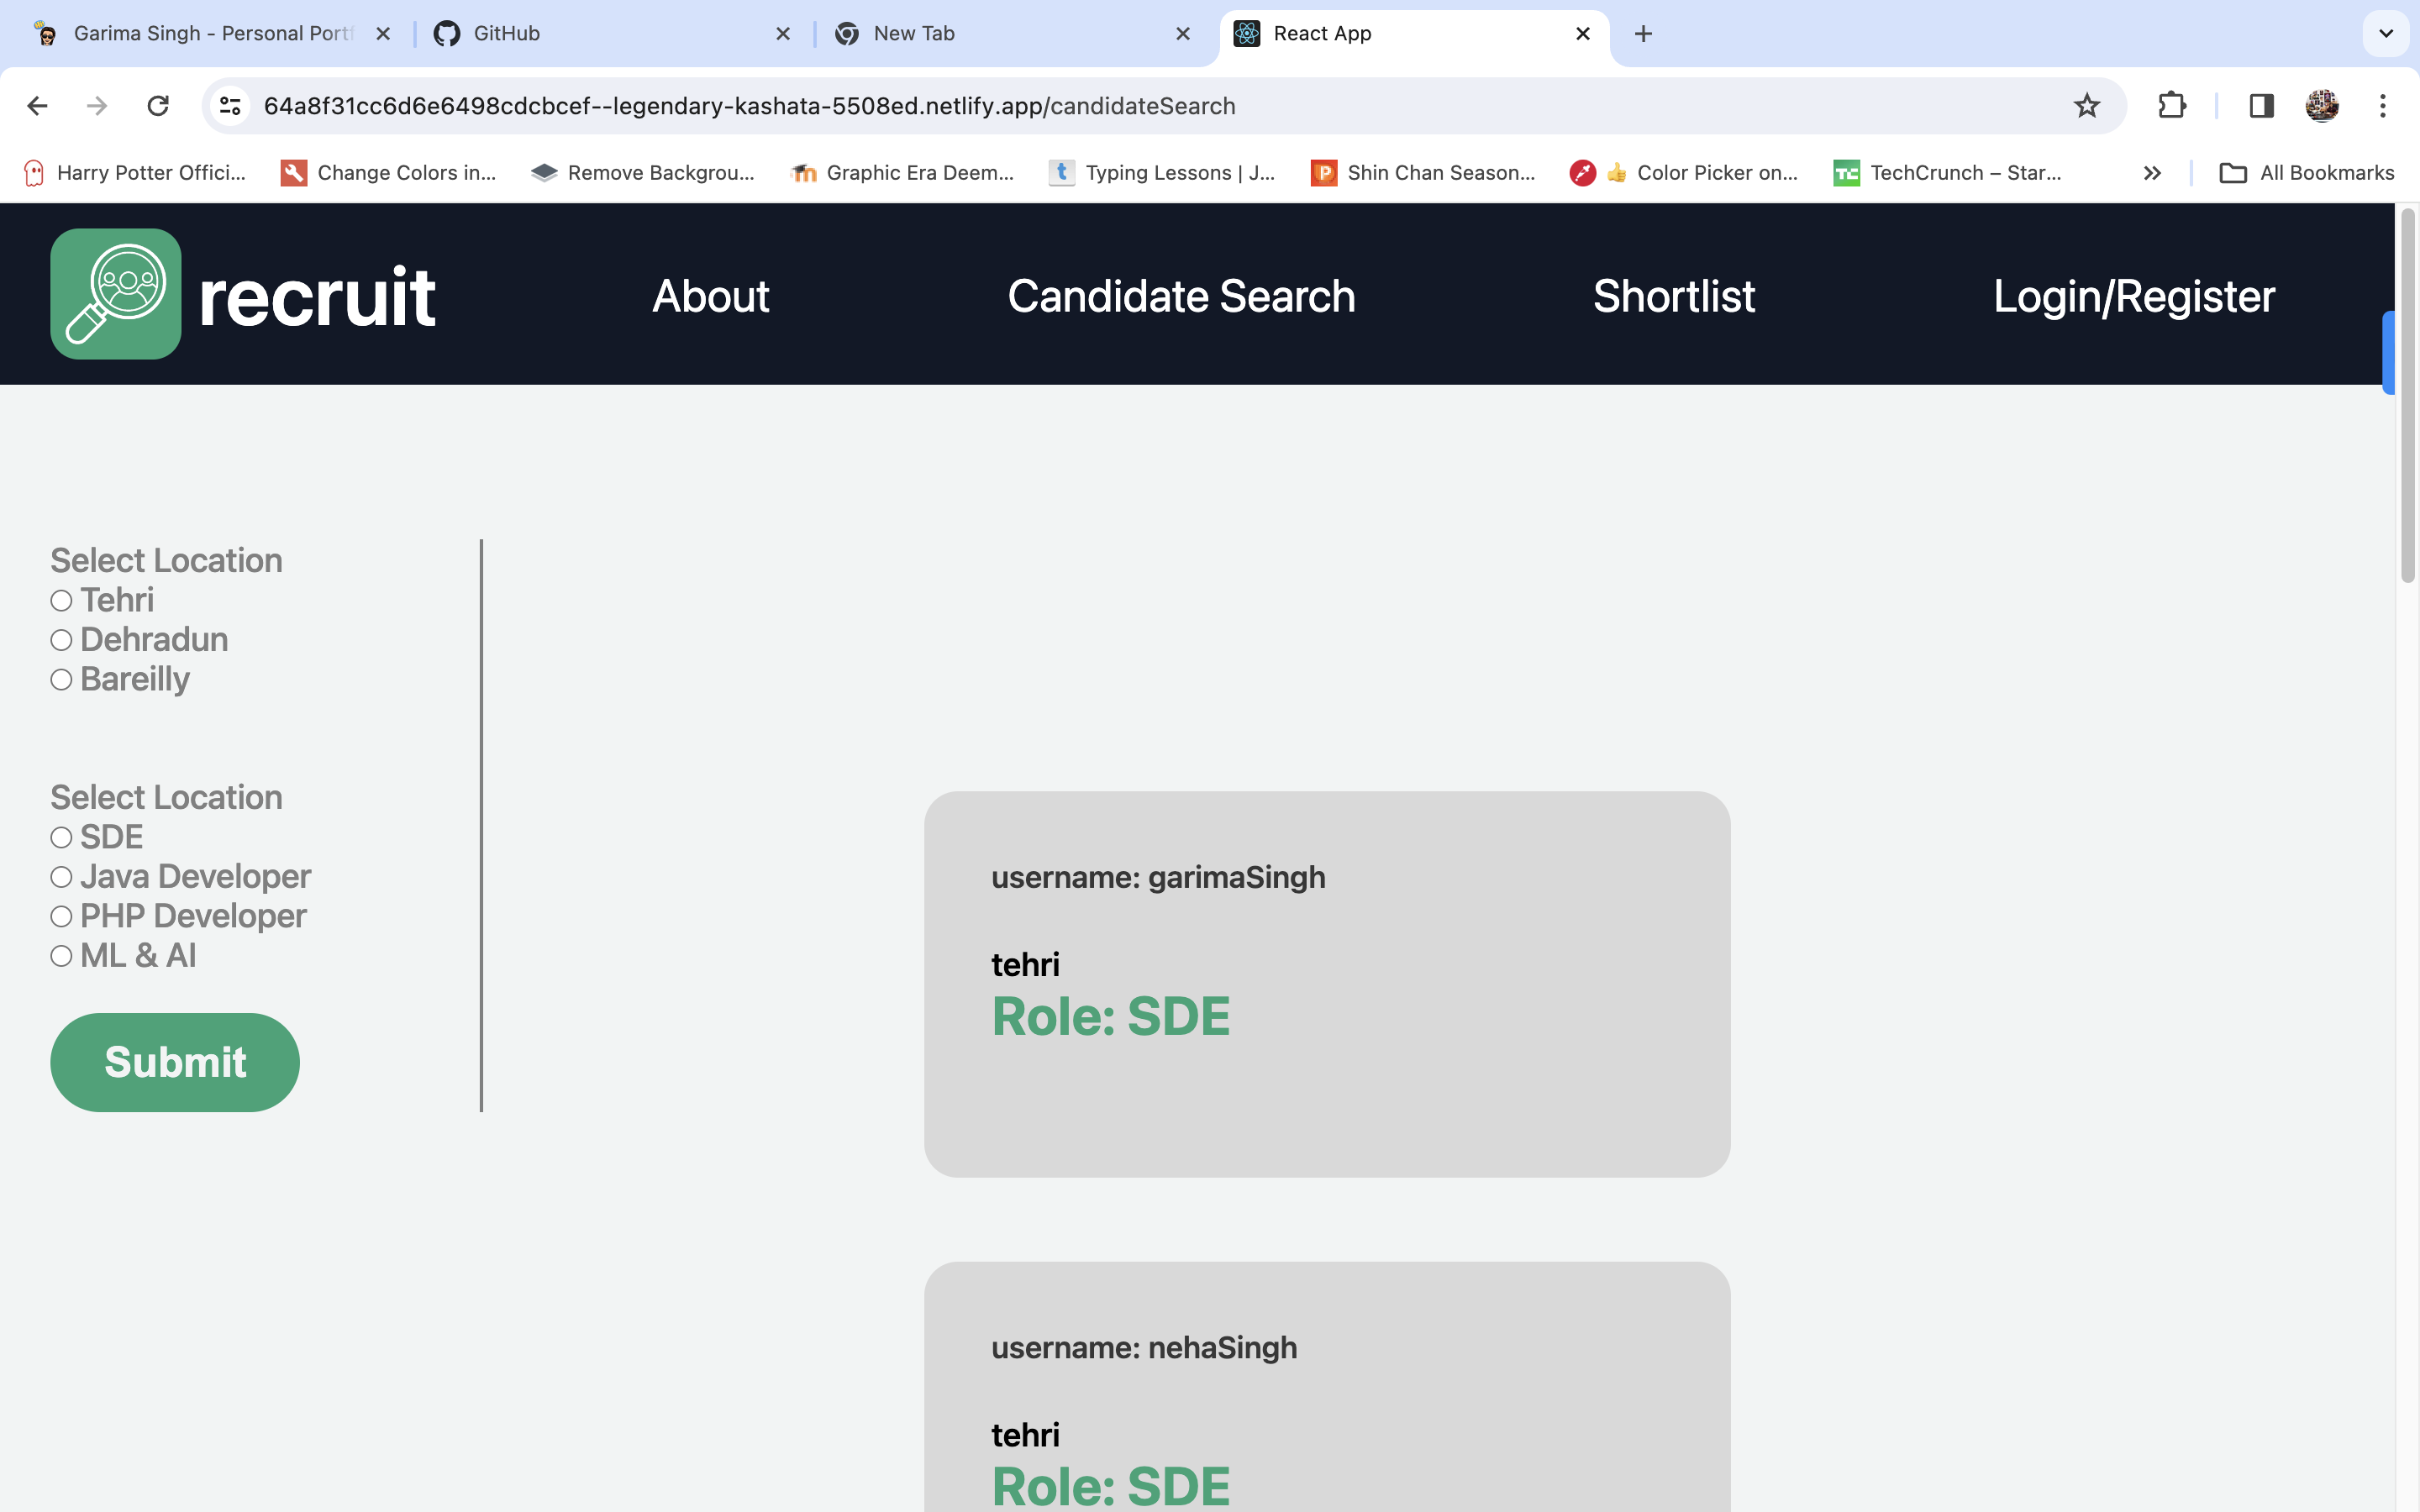 Garima Singh - Personal Portf
GitHub
New Tab
React App
64a8f31cc6d6e6498cdcbcef--legendary-kashata-5508ed.netlify.app/candidateSearch
Harry Potter Offici...
Change Colors in...
Remove Backgrou...
Graphic Era Deem...
Typing Lessons | J...
Shin Chan Season...
Color Picker on...
TechCrunch – Star...
All Bookmarks
recruit
About
Candidate Search
Shortlist
Login/Register
Select Location
Tehri
Dehradun
Bareilly
Select Location
SDE
Java Developer
PHP Developer
ML & AI
Submit
username: garimaSingh
tehri
Role: SDE
username: nehaSingh
tehri
Role: SDE